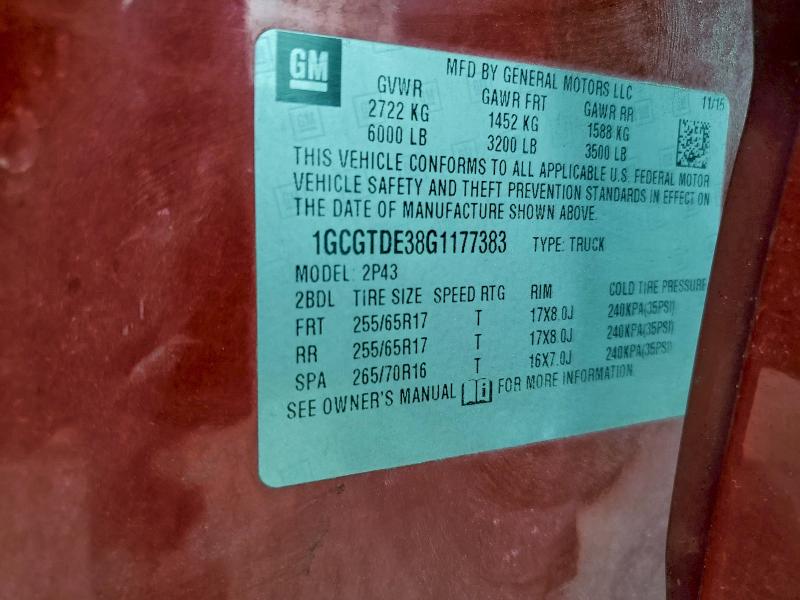 GM
MFD BY GENERAL MOTORS LLC
11/15
GVWR GAWR FRT GAWR RR
2722 KG 1452 KG 1588 KG
6000 LB 3200 LB 3500 LB
THIS VEHICLE CONFORMS TO ALL APPLICABLE U.S. FEDERAL MOTOR
VEHICLE SAFETY AND THEFT PREVENTION STANDARDS IN EFFECT ON
THE DATE OF MANUFACTURE SHOWN ABOVE.
1GCGTDE38G1177383 TYPE: TRUCK
MODEL: 2P43
2BDL TIRE SIZE SPEED RTG RIM COLD TIRE PRESSURE
FRT 255/65R17 T 17X8.0J 240KPA(35PSI)
RR 255/65R17 T 17X8.0J 240KPA(35PSI)
SPA 265/70R16 T 16X7.0J 240KPA(35PSI)
SEE OWNER'S MANUAL FOR MORE INFORMATION.